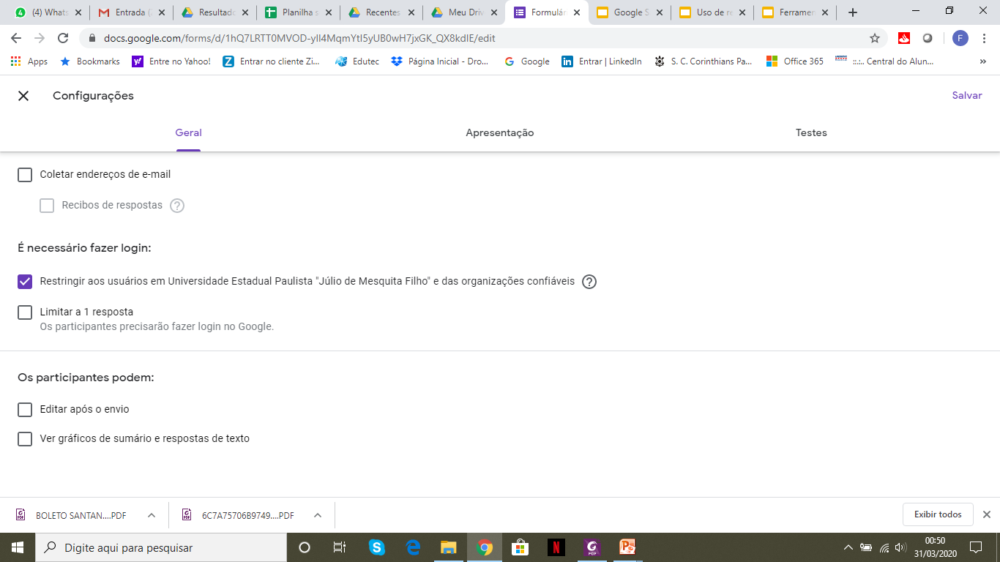 (4) Whats
Entrada (
Resultado
Planilha s
Recentes
Meu Driv
Formulár
Google S
Uso de re
Ferramen
docs.google.com/forms/d/1hQ7LRTT0MVOD-yIl4MqmYtI5yUB0wH7jxGK_QX8kdIE/edit
F
Apps
Bookmarks
Entre no Yahoo!
Entrar no cliente Zi...
Edutec
Página Inicial - Dro...
Google
Entrar | LinkedIn
S. C. Corinthians Pa...
Office 365
::.:.. Central do Alun...
Configurações
Salvar
Geral
Apresentação
Testes
Coletar endereços de e-mail
Recibos de respostas
É necessário fazer login:
Restringir aos usuários em Universidade Estadual Paulista "Júlio de Mesquita Filho" e das organizações confiáveis
Limitar a 1 resposta
Os participantes precisarão fazer login no Google.
Os participantes podem:
Editar após o envio
Ver gráficos de sumário e respostas de texto
BOLETO SANTAN....PDF
6C7A75706B9749....PDF
Exibir todos
Digite aqui para pesquisar
00:50
31/03/2020